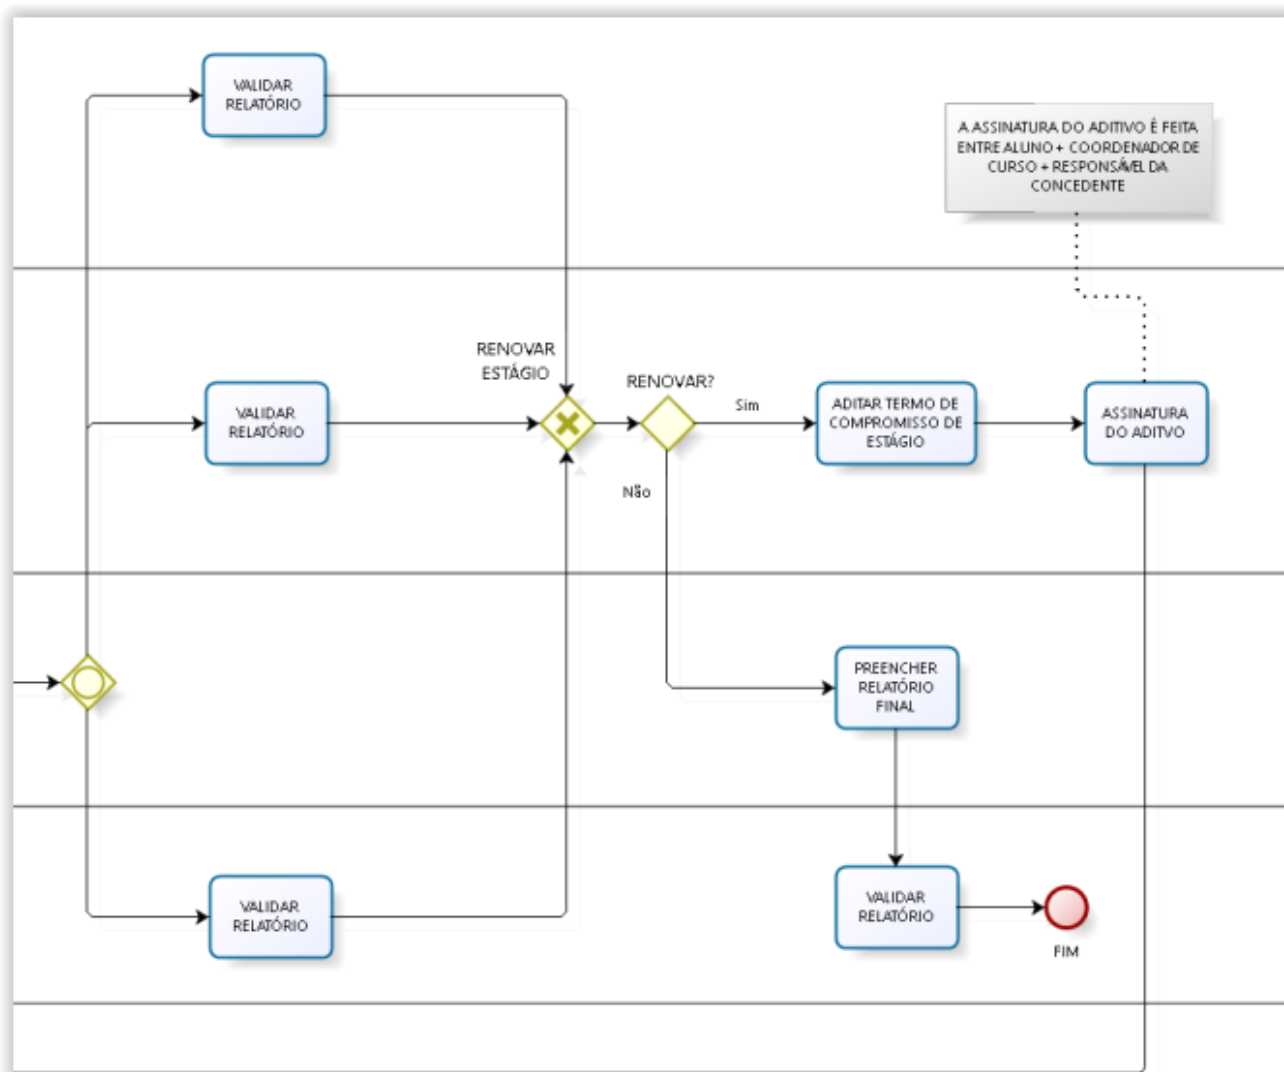 VALIDAR
RELATÓRIO
A ASSINATURA DO ADITIVO É FEITA
ENTRE ALUNO + COORDENADOR DE
CURSO + RESPONSÁVEL DA
CONCEDENTE
RENOVAR
ESTÁGIO
RENOVAR?
Sim
Não
VALIDAR
RELATÓRIO
ADITAR TERMO DE
COMPROMISSO DE
ESTÁGIO
ASSINATURA
DO ADITVO
PREENCHER
RELATÓRIO
FINAL
VALIDAR
RELATÓRIO
VALIDAR
RELATÓRIO
FIM